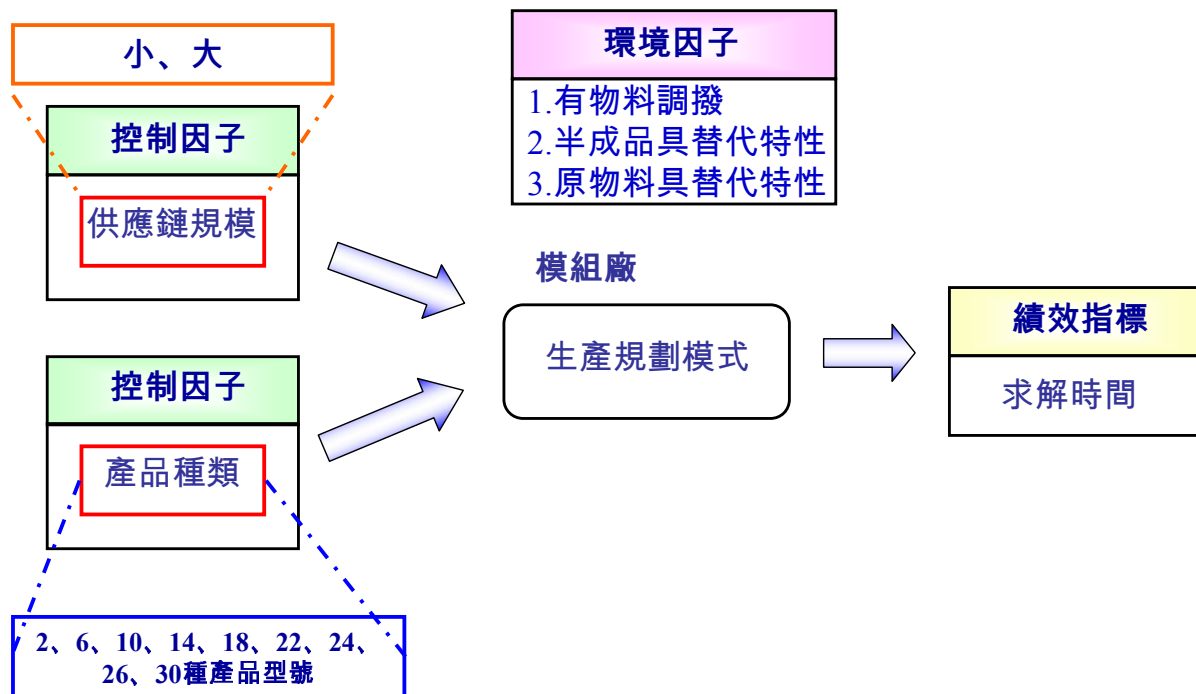 小、大
控制因子
供應鏈規模
環境因子
1.有物料調撥
2.半成品具替代特性
3.原物料具替代特性
模組廠
生產規劃模式
績效指標
求解時間
控制因子
產品種類
2、6、10、14、18、22、24、
26、30種產品型號